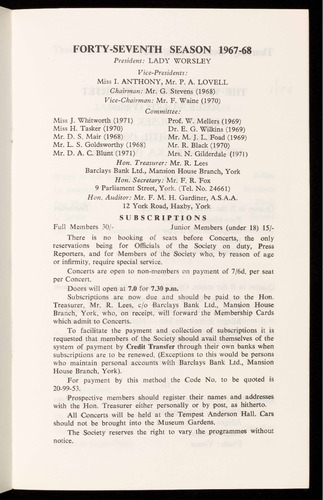 FORTY-SEVENTH SEASON 1967-68
President: LADY WORSLEY
Vice-Presidents:
Miss I. ANTHONY, Mr. P. A. LOVELL
Chairman: Mr. G. Stevens (1968)
Vice-Chairman: Mr. F. Waine (1970)
Committee:
Miss J. Whitworth (1971) Prof. W. Mellers (1969)
Miss H. Tasker (1970) Dr. E. G. Wilkins (1969)
Mr. D. S. Mair (1968) Mr. M. J. L. Foad (1969)
Mr. L. S. Goldsworthy (1968) Mr. R. Black (1970)
Mr. D. A. C. Blunt (1971) Mrs. N. Gilderdale (1971)
Hon. Treasurer: Mr. R. Lees
Barclays Bank Ltd., Mansion House Branch, York
Hon. Secretary: Mr. F. R. Fox
9 Parliament Street, York. (Tel. No. 24661)
Hon. Auditor: Mr. F. M. H. Gardiner, A.S.A.A.
12 York Road, Haxby, York
SUBSCRIPTIONS
Full Members 30/- Junior Members (under 18) 15/-
There is no booking of seats before Concerts, the only
reservations being for Officials of the Society on duty, Press
Reporters, and for Members of the Society who, by reason of age
or infirmity, require special service.
Concerts are open to non-members on payment of 7/6d, per seat
per Concert.
Doors will open at 7.0 for 7.30 p.m.
Subscriptions are now due and should be paid to the Hon.
Treasurer, Mr. R. Lees, c/o Barclays Bank Ltd., Mansion House
Branch, York, who, on receipt, will forward the Membership Cards
which admit to Concerts.
To facilitate the payment and collection of subscriptions it is
requested that members of the Society should avail themselves of the
system of payment by Credit Transfer through their own banks when
subscriptions are to be renewed. (Exceptions to this would be persons
who maintain personal accounts with Barclays Bank Ltd., Mansion
House Branch, York).
For payment by this method the Code No. to be quoted is
20-99-53.
Prospective members should register their names and addresses
with the Hon. Treasurer either personally or by post, as hitherto.
All Concerts will be held at the Tempest Anderson Hall. Cars
should not be brought into the Museum Gardens.
The Society reserves the right to vary the programmes without
notice.